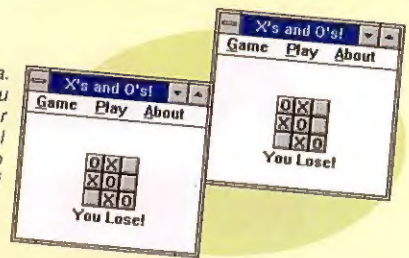 X's and O's!
Game Play About
O X
X O
X O
You Lose!
X's and O's!
Game Play About
O X
X O
X O
You Lose!